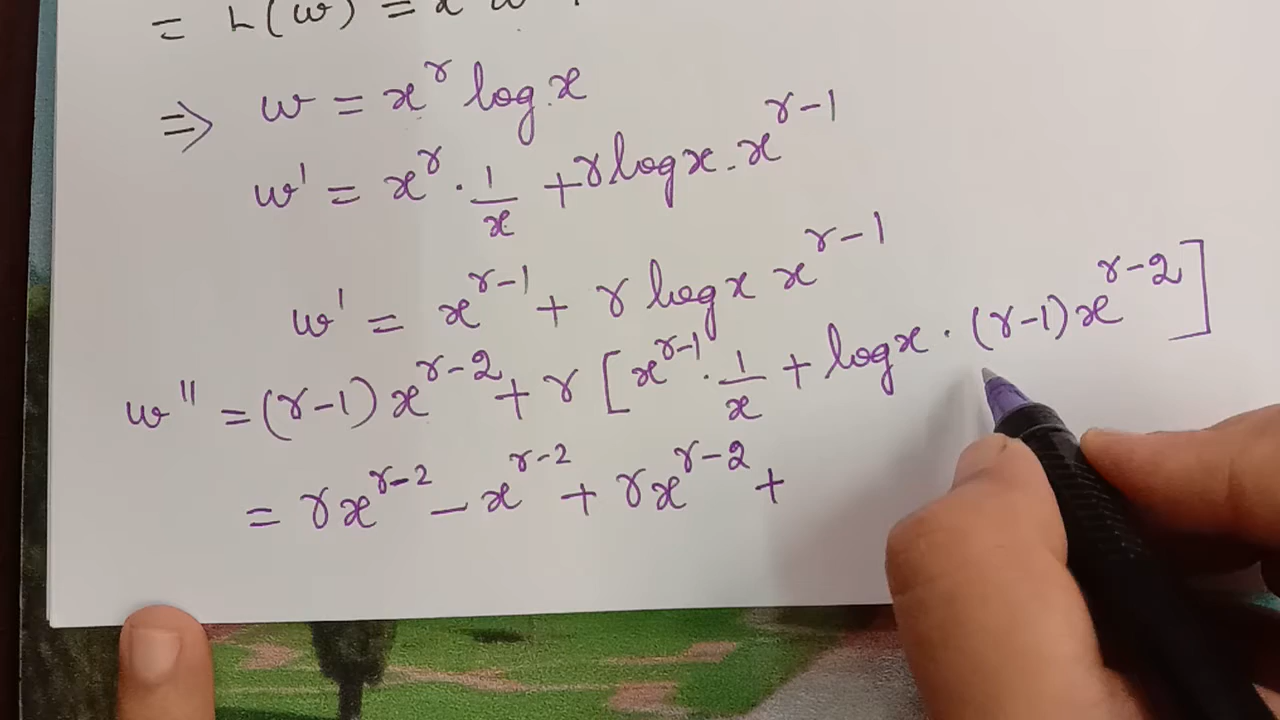 = L(w) = x
⇒ w = x^r log x
w' = x^r · 1/x + r log x · x^(r-1)
w' = x^(r-1) + r log x x^(r-1)
w'' = (r-1) x^(r-2) + r [x^(r-1) · 1/x + log x · (r-1) x^(r-2)]
= r x^(r-2) - x^(r-2) + r x^(r-2) +